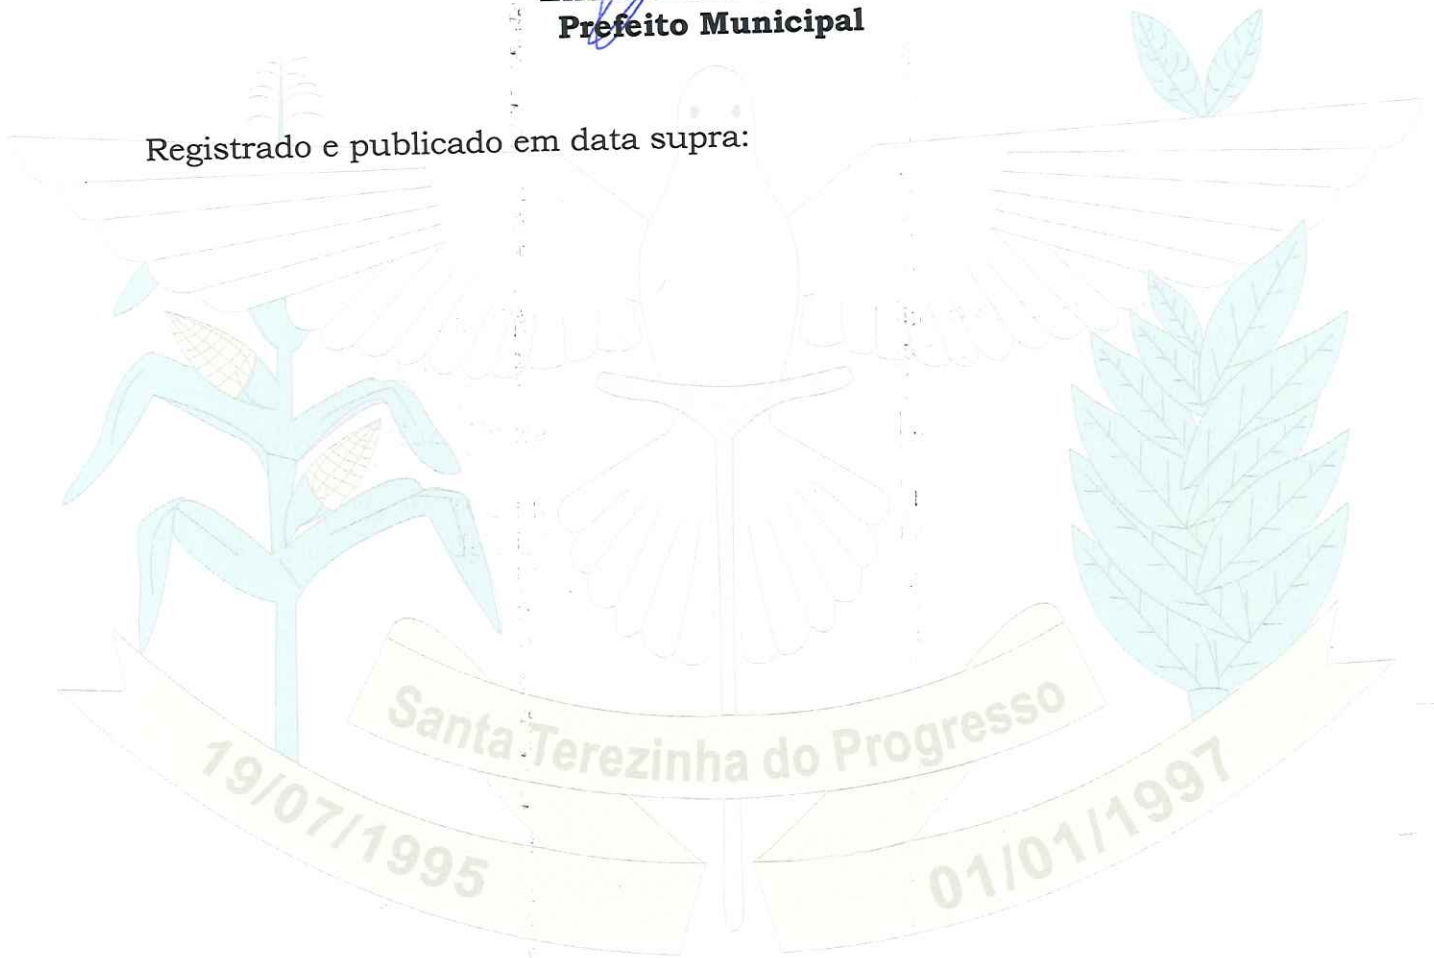 Prefeito Municipal
Registrado e publicado em data supra:
Santa Terezinha do Progresso
19/07/1995
01/01/1997